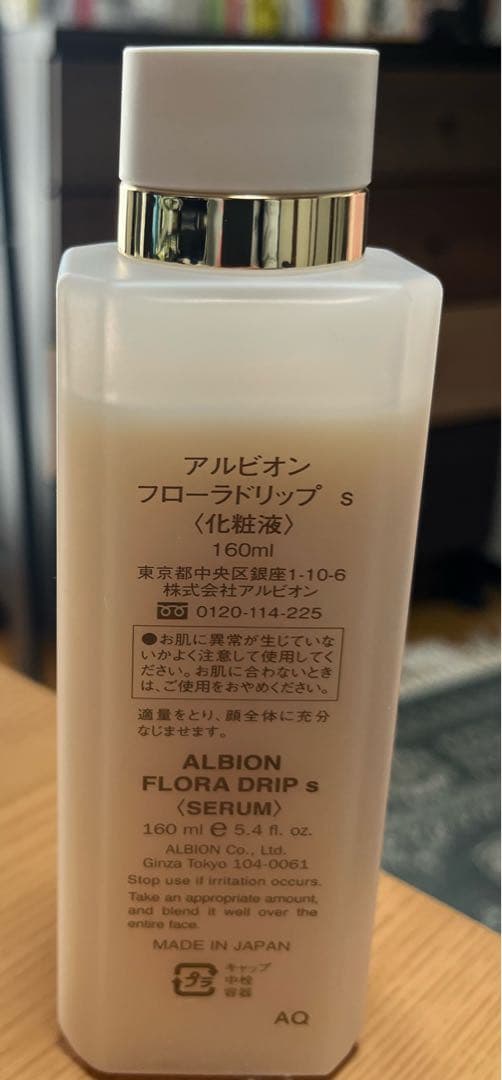 アルビオン
フローラドリップ s
〈化粧液〉
160ml
東京都中央区銀座1-10-6
株式会社アルビオン
0120-114-225
●お肌に異常が生じていな
いかよく注意して使用してく
ださい。お肌に合わないとき
は、ご使用をおやめください。
適量をとり、顔全体に充分
なじませます。
ALBION
FLORA DRIP s
〈SERUM〉
160 ml ℮ 5.4 fl. oz.
ALBION Co., Ltd.
Ginza Tokyo 104-0061
Stop use if irritation occurs.
Take an appropriate amount,
and blend it well over the
entire face.
MADE IN JAPAN
プラ
キャップ
中栓
容器
AQ